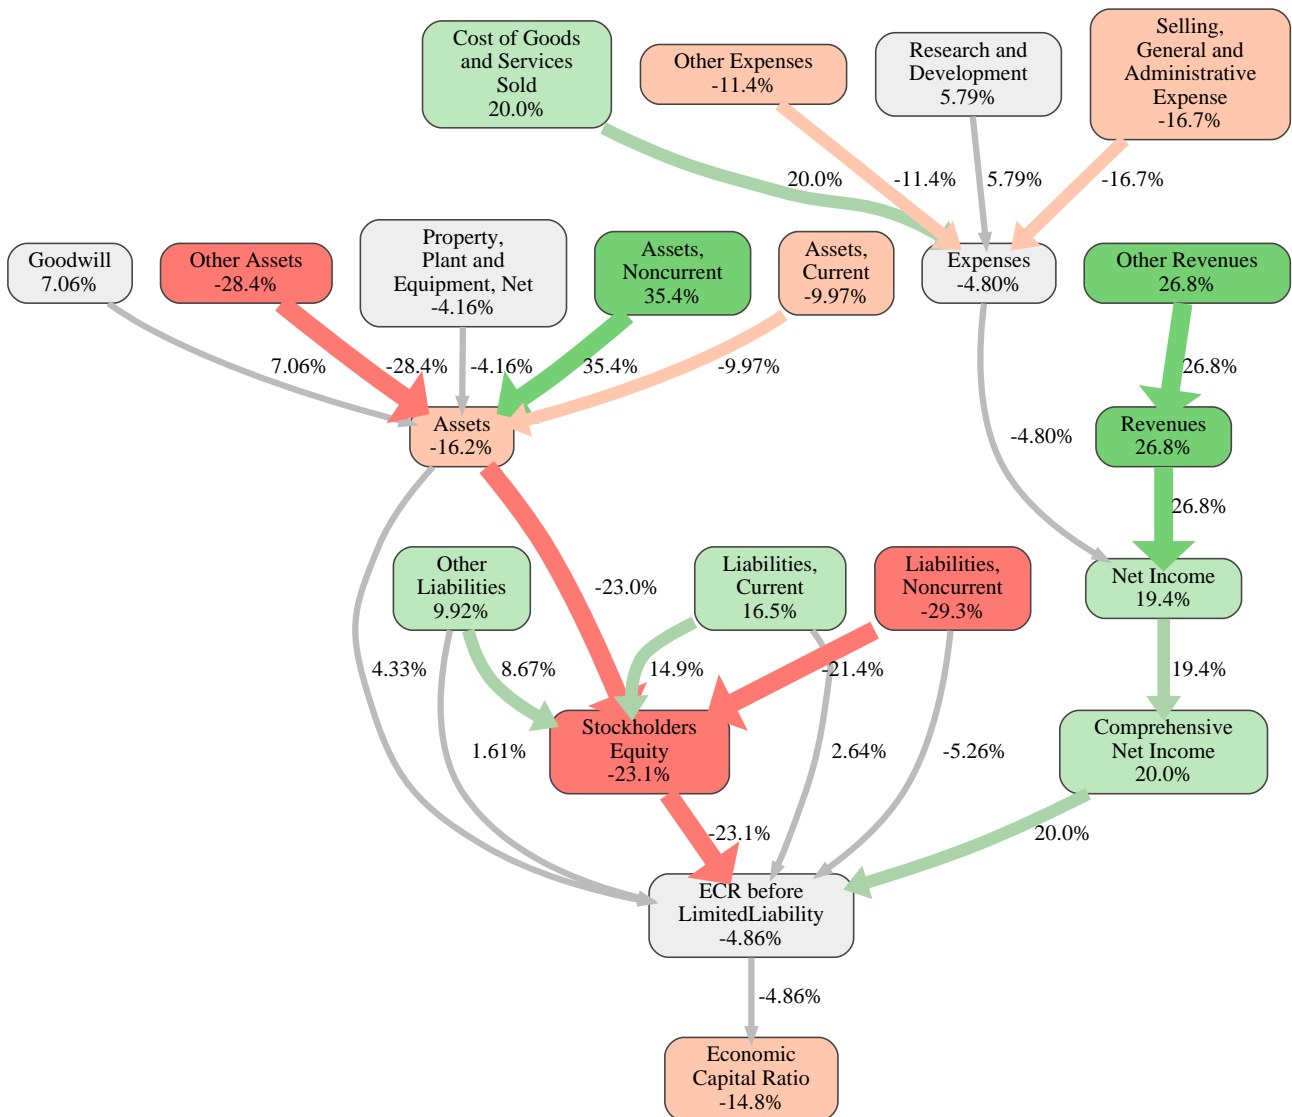 Cost of Goods
and Services
Sold
20.0%
Other Expenses
-11.4%
Research and
Development
5.79%
Selling,
General and
Administrative
Expense
-16.7%
20.0%
-11.4%
5.79%
-16.7%
Goodwill
7.06%
Other Assets
-28.4%
Property,
Plant and
Equipment, Net
-4.16%
Assets,
Noncurrent
35.4%
Assets,
Current
-9.97%
Expenses
-4.80%
Other Revenues
26.8%
7.06%
-28.4%
-4.16%
35.4%
-9.97%
26.8%
Assets
-16.2%
-4.80%
Revenues
26.8%
26.8%
Other
Liabilities
9.92%
-23.0%
Liabilities,
Current
16.5%
Liabilities,
Noncurrent
-29.3%
Net Income
19.4%
4.33%
8.67%
14.9%
-21.4%
19.4%
1.61%
Stockholders
Equity
-23.1%
2.64%
-5.26%
Comprehensive
Net Income
20.0%
-23.1%
20.0%
ECR before
LimitedLiability
-4.86%
-4.86%
Economic
Capital Ratio
-14.8%